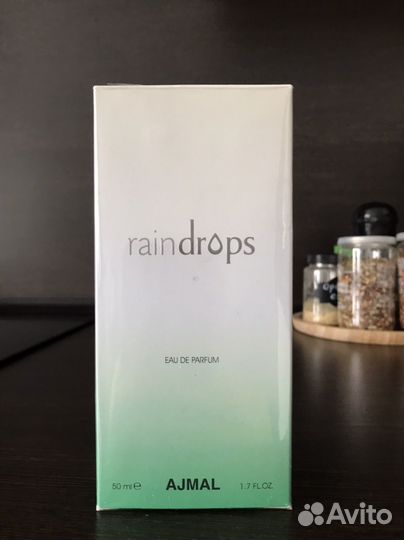 raindrops
EAU DE PARFUM
50 ml ℮ AJMAL 1.7 FL.OZ.
Avito